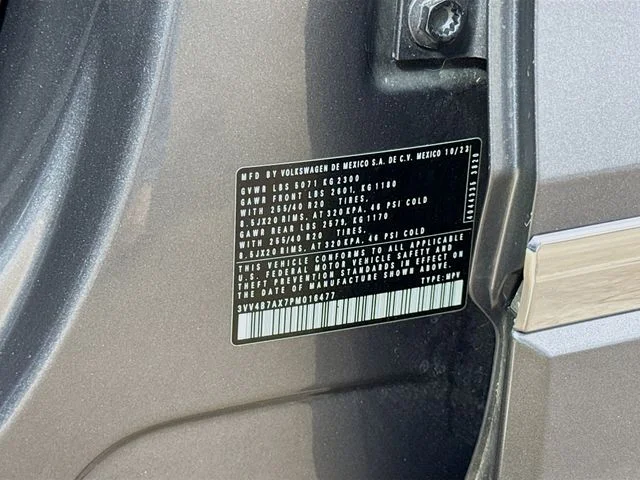 MFD BY VOLKSWAGEN DE MEXICO S.A. DE C.V. MEXICO 10/23
GVWR LBS 5071 KG 2300
GAWR FRONT LBS 2601, KG 1180
WITH 255/40 R20 TIRES,
8.5JX20 RIMS, AT 320 KPA, 46 PSI COLD
GAWR REAR LBS 2579, KG 1170
WITH 255/40 R20 TIRES,
8.5JX20 RIMS, AT 320 KPA, 46 PSI COLD
THIS VEHICLE CONFORMS TO ALL APPLICABLE
U.S. FEDERAL MOTOR VEHICLE SAFETY AND
THEFT PREVENTION STANDARDS IN EFFECT ON
THE DATE OF MANUFACTURE SHOWN ABOVE
3VV4B7AX7PM016477 TYPE: MPV